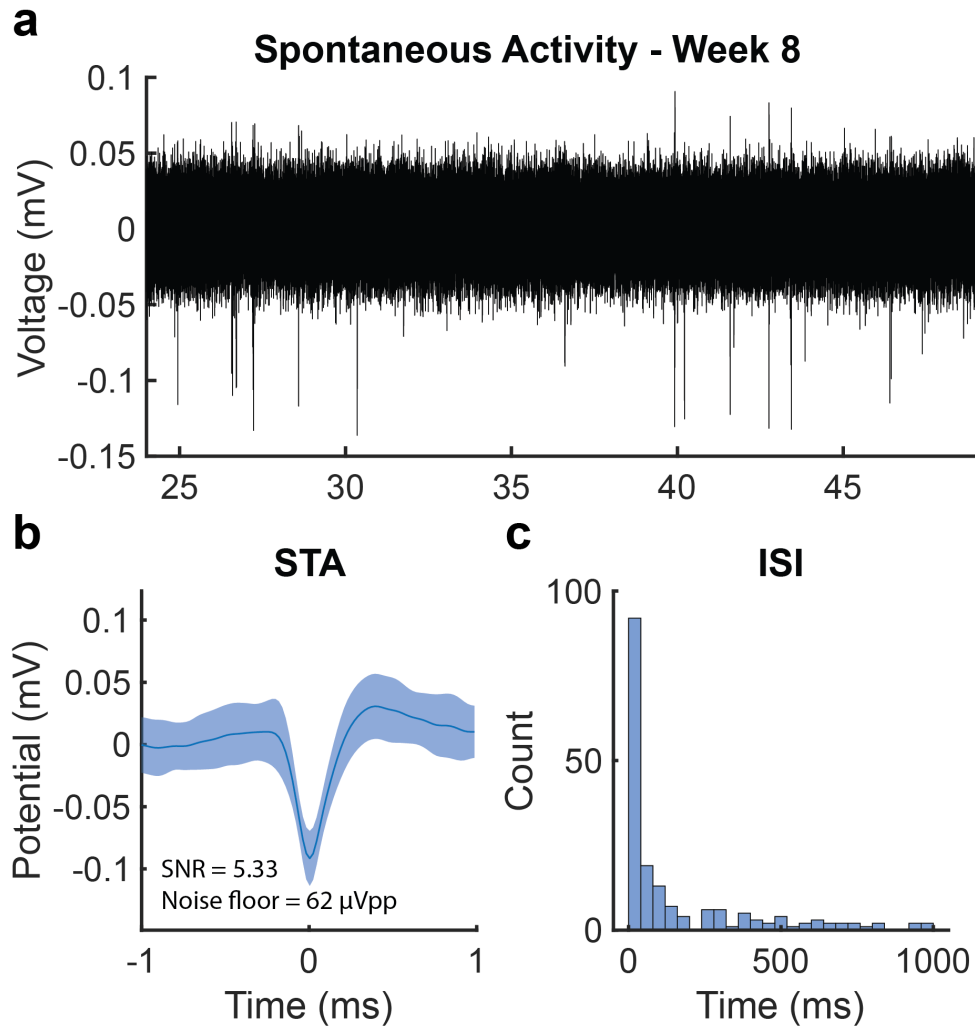 a
Spontaneous Activity - Week 8
0.1
0.05
0
-0.05
-0.1
-0.15
Voltage (mV)
25 30 35 40 45
b
STA
0.1
0.05
0
-0.05
-0.1
Potential (mV)
SNR = 5.33
Noise floor = 62 µVpp
-1 0 1
Time (ms)
c
ISI
100
50
0
Count
0 500 1000
Time (ms)